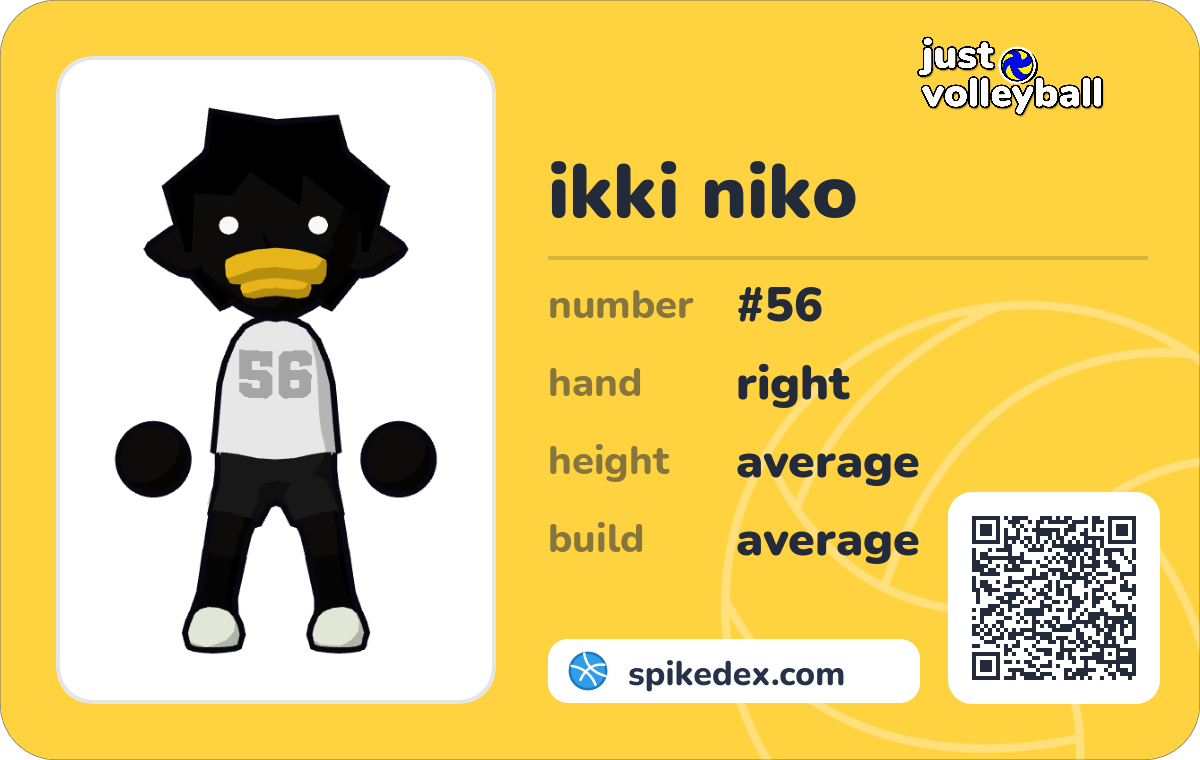 just
volleyball
ikki niko
number #56
hand right
height average
build average
56
spikedex.com